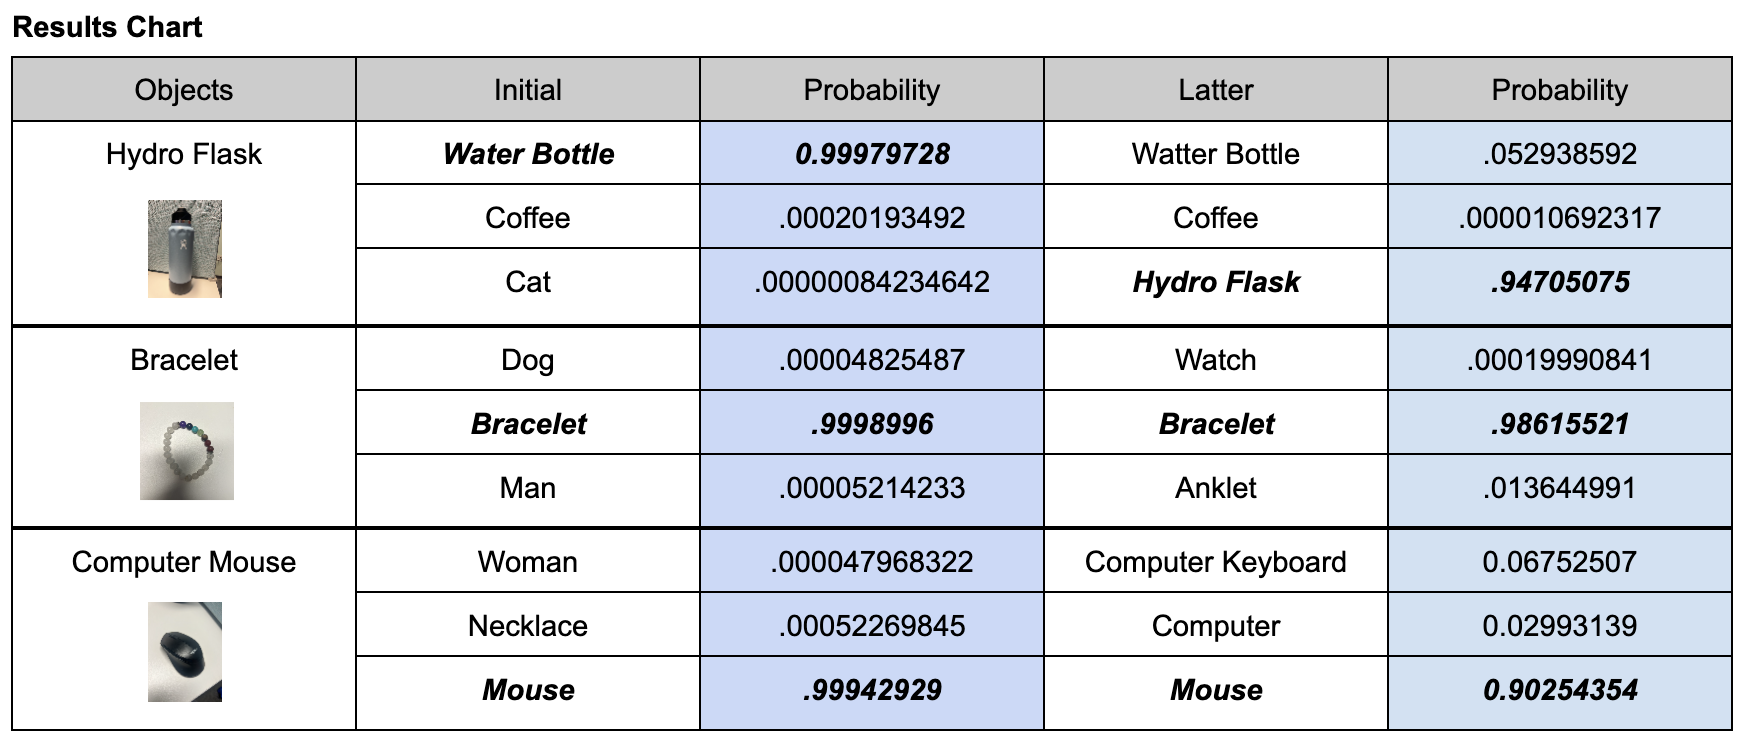 Results Chart
Objects Initial Probability Latter Probability
Hydro Flask Water Bottle 0.99979728 Watter Bottle .052938592
Coffee .00020193492 Coffee .000010692317
Cat .00000084234642 Hydro Flask .94705075
Bracelet Dog .00004825487 Watch .00019990841
Bracelet .9998996 Bracelet .98615521
Man .00005214233 Anklet .013644991
Computer Mouse Woman .000047968322 Computer Keyboard 0.06752507
Necklace .00052269845 Computer 0.02993139
Mouse .99942929 Mouse 0.90254354